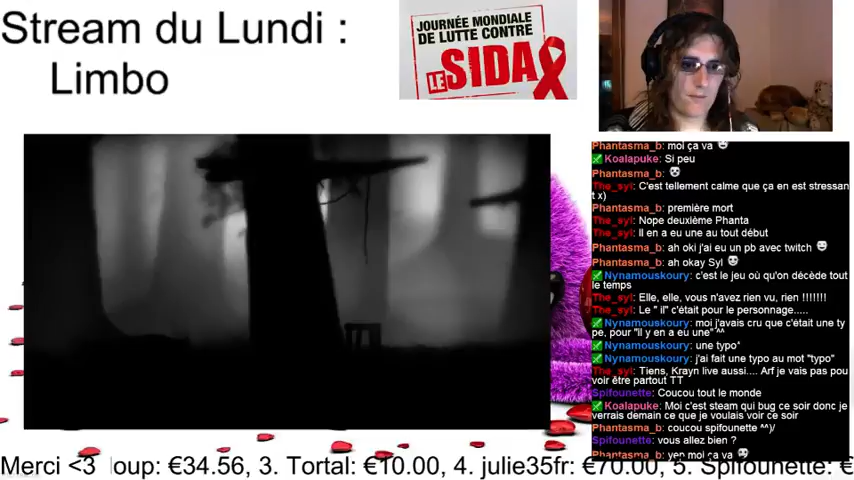 Stream du Lundi :
Limbo
JOURNÉE MONDIALE
DE LUTTE CONTRE
LE SIDA
Phantasma_b: moi ça va
Koalapuke: Si peu
Phantasma_b:
The_syl: C'est tellement calme que ça en est stressan
t x)
Phantasma_b: première mort
The_syl: Nope deuxième Phanta
The_syl: Il en a eu une au tout début
Phantasma_b: ah oki j'ai eu un pb avec twitch
Phantasma_b: ah okay Syl
Nynamouskoury: c'est le jeu où qu'on décède tout
le temps
The_syl: Elle, elle, vous n'avez rien vu, rien !!!!!!!
The_syl: Le " il" c'était pour le personnage.....
Nynamouskoury: moi j'avais cru que c'était une ty
pe, pour "il y en a eu une" ^^
Nynamouskoury: une typo*
Nynamouskoury: j'ai fait une typo au mot "typo"
The_syl: Tiens, Krayn live aussi.... Arf je vais pas pou
voir être partout TT
Spifounette: Coucou tout le monde
Koalapuke: Moi c'est steam qui bug ce soir donc je
verrais demain ce que je voulais voir ce soir
Phantasma_b: coucou spifounette ^^)/
Spifounette: vous allez bien ?
Phantasma_b: yep moi ça va
Merci <3 loup: €34.56, 3. Tortal: €10.00, 4. julie35fr: €70.00, 5. Spifounette: €